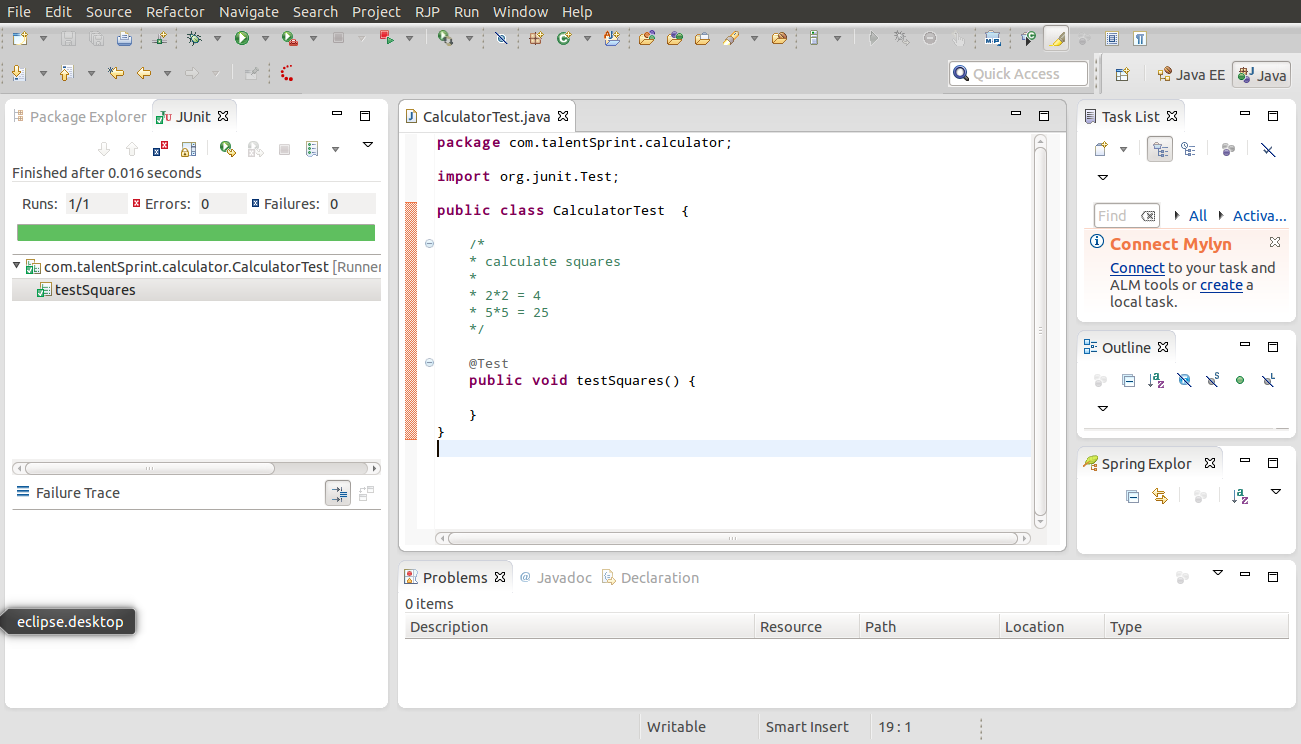 File Edit Source Refactor Navigate Search Project RJP Run Window Help
Quick Access
Java EE
Java
Package Explorer
JUnit
Finished after 0.016 seconds
Runs: 1/1 Errors: 0 Failures: 0
com.talentSprint.calculator.CalculatorTest [Runner
testSquares
Failure Trace
eclipse.desktop
CalculatorTest.java
package com.talentSprint.calculator;
import org.junit.Test;
public class CalculatorTest {
/*
* calculate squares
*
* 2*2 = 4
* 5*5 = 25
*/
@Test
public void testSquares() {
}
}
Task List
Find All Activa...
Connect Mylyn
Connect to your task and
ALM tools or create a
local task.
Outline
Spring Explor
Problems @ Javadoc Declaration
0 items
Description Resource Path Location Type
Writable Smart Insert 19 : 1